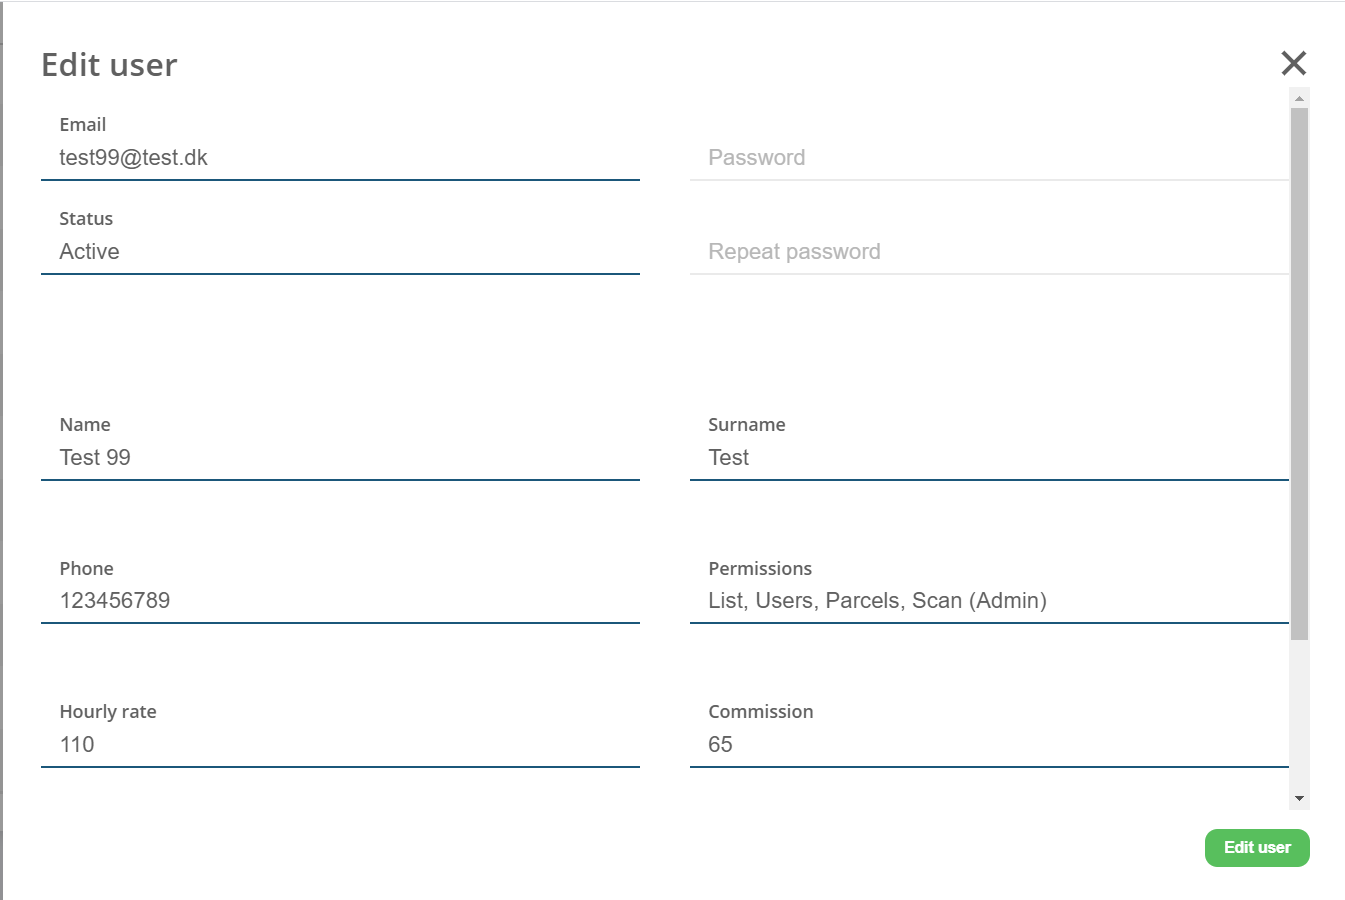 Edit user
Email
test99@test.dk
Password
Status
Active
Repeat password
Name
Test 99
Surname
Test
Phone
123456789
Permissions
List, Users, Parcels, Scan (Admin)
Hourly rate
110
Commission
65
Edit user